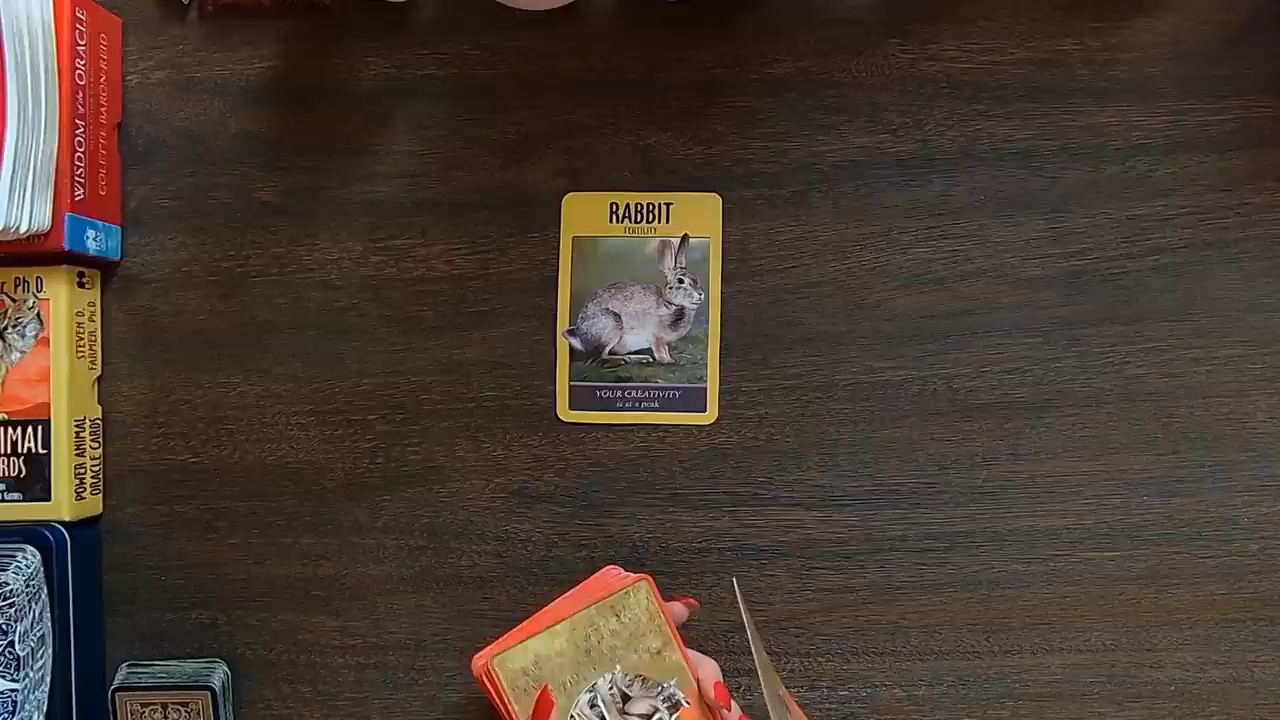 WISDOM of the ORACLE
COLETTE BARON-REID
r Ph D.
STEVEN D.
FARMER, PH.D.
IMAL
RDS
POWER ANIMAL
ORACLE CARDS
RABBIT
FERTILITY
YOUR CREATIVITY
is at a peak